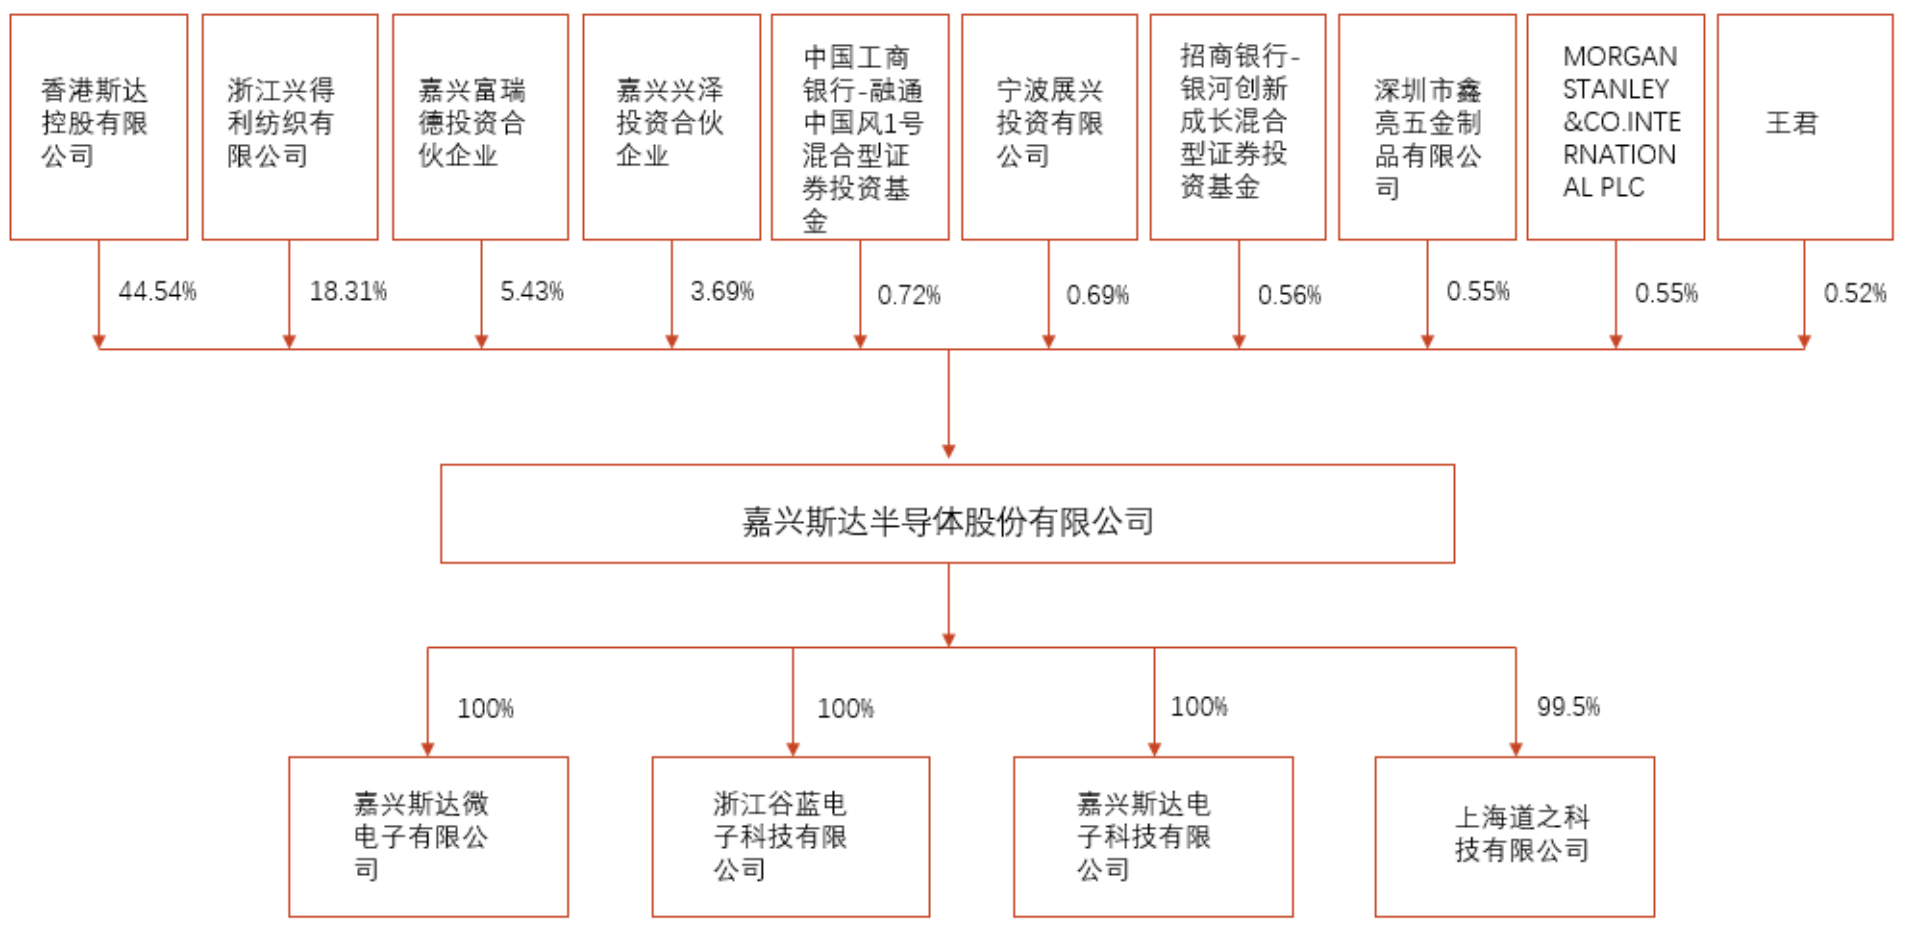 香港斯达
控股有限
公司
浙江兴得
利纺织有
限公司
嘉兴富瑞
德投资合
伙企业
嘉兴兴泽
投资合伙
企业
中国工商
银行-融通
中国风1号
混合型证
券投资基
金
宁波展兴
投资有限
公司
招商银行-
银河创新
成长混合
型证券投
资基金
深圳市鑫
亮五金制
品有限公
司
MORGAN
STANLEY
&CO.INTE
RNATION
AL PLC
王君
44.54%
18.31%
5.43%
3.69%
0.72%
0.69%
0.56%
0.55%
0.55%
0.52%
嘉兴斯达半导体股份有限公司
100%
100%
100%
99.5%
嘉兴斯达微
电子有限公
司
浙江谷蓝电
子科技有限
公司
嘉兴斯达电
子科技有限
公司
上海道之科
技有限公司